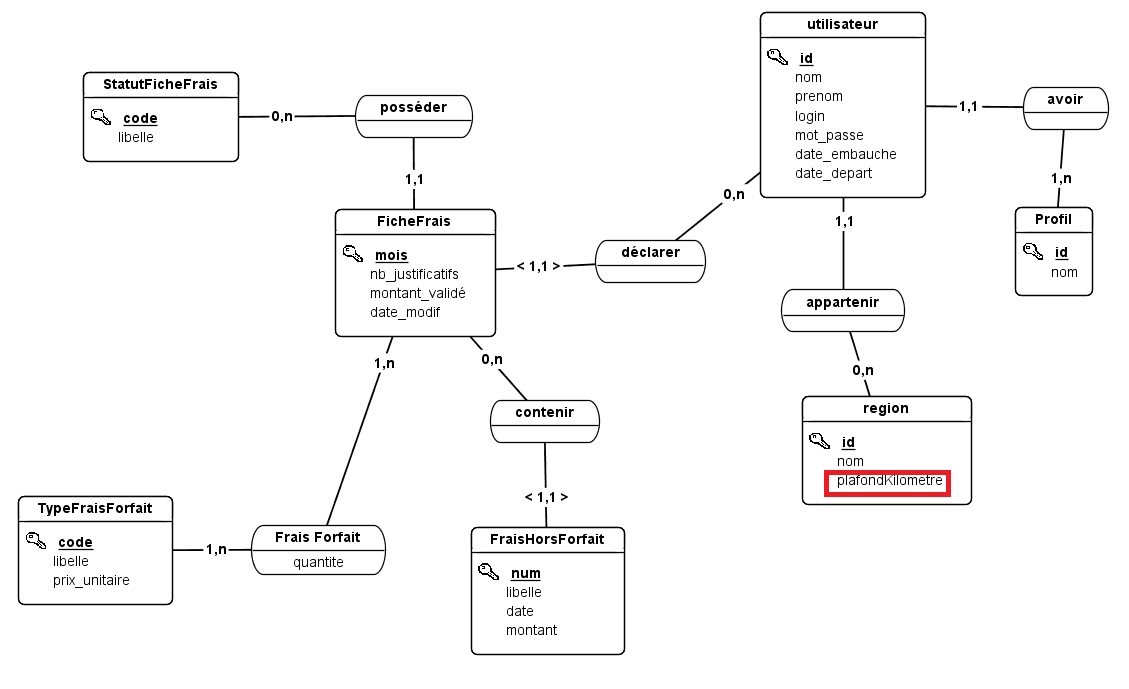 utilisateur
id
nom
prenom
login
mot_passe
date_embauche
date_depart
StatutFicheFrais
code
libelle
0,n
posséder
1,1
avoir
1,1
1,n
Profil
id
nom
FicheFrais
mois
nb_justificatifs
montant_validé
date_modif
< 1,1 >
déclarer
0,n
1,1
appartenir
0,n
region
id
nom
plafondKilometre
1,n
0,n
contenir
< 1,1 >
TypeFraisForfait
code
libelle
prix_unitaire
1,n
Frais Forfait
quantite
FraisHorsForfait
num
libelle
date
montant